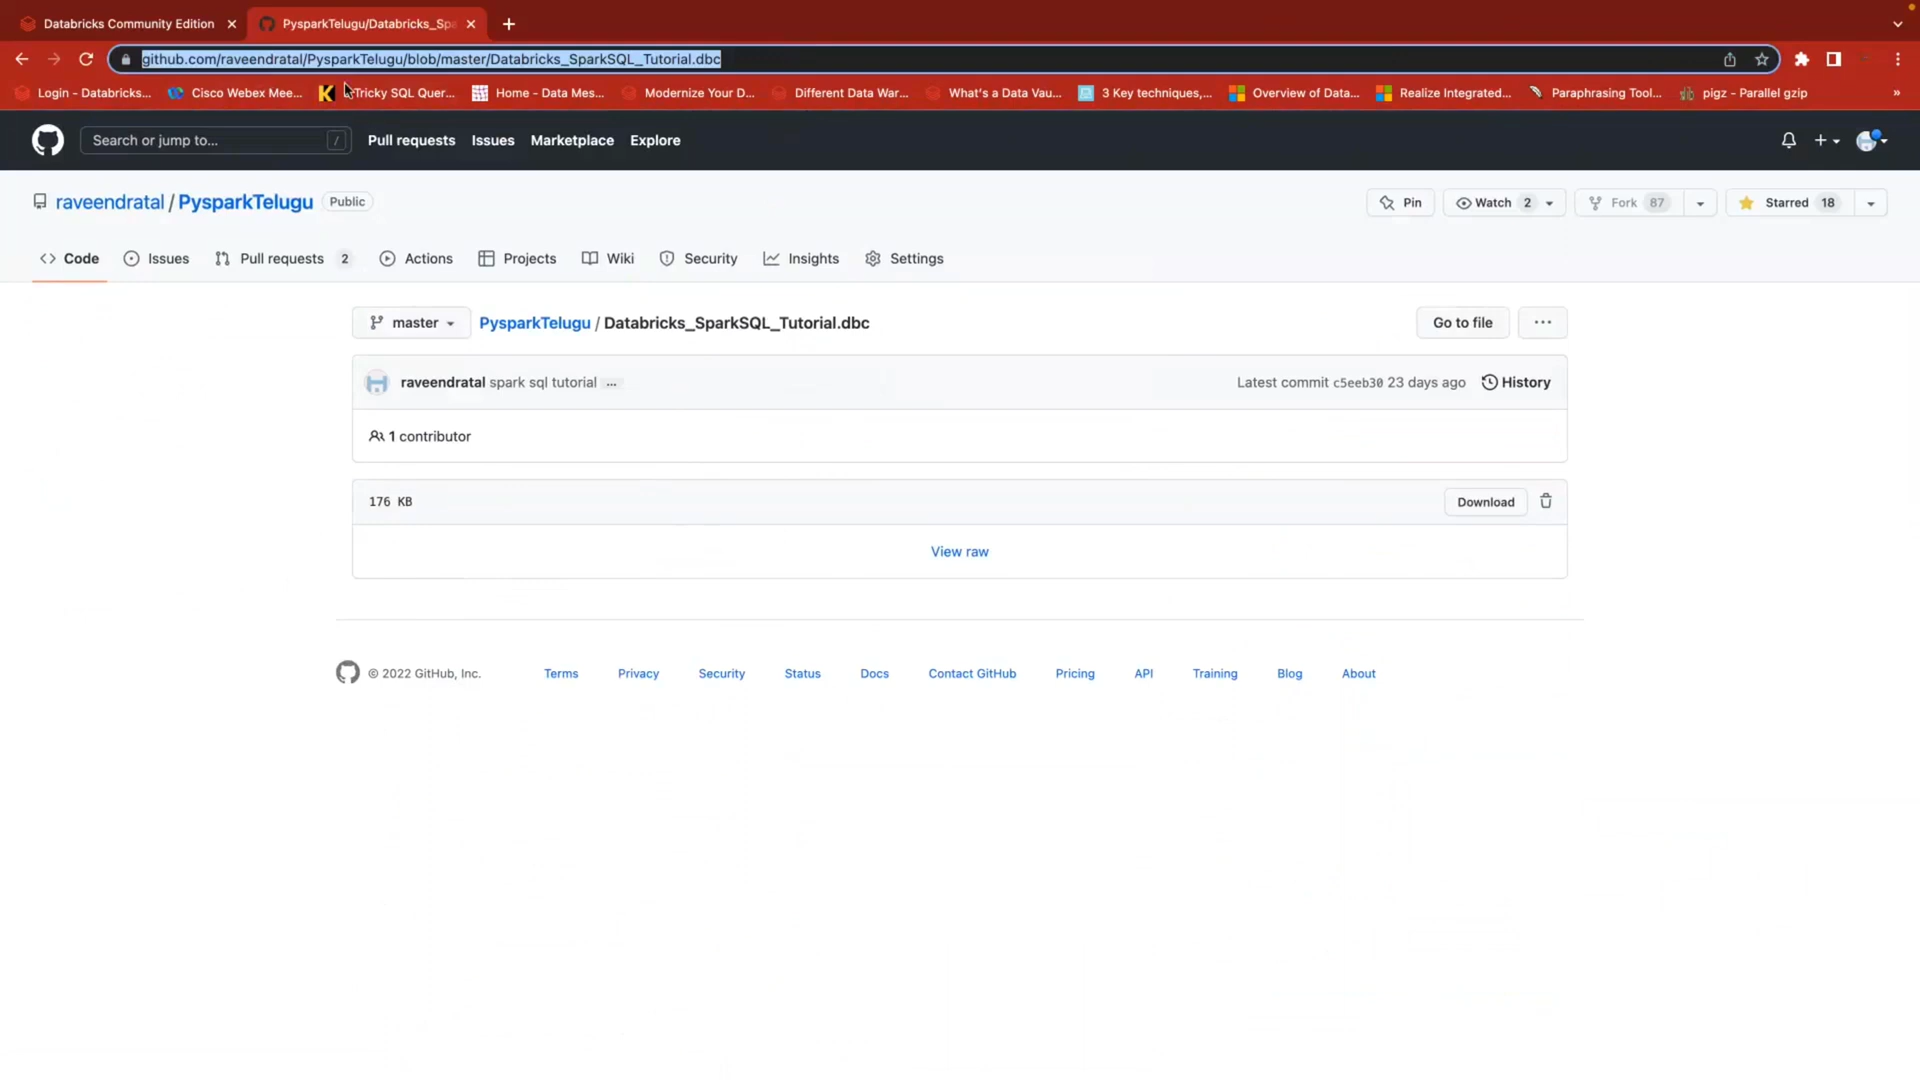 Databricks Community Edition
PysparkTelugu/Databricks_Spa
github.com/raveendratal/PysparkTelugu/blob/master/Databricks_SparkSQL_Tutorial.dbc
Login - Databricks... Cisco Webex Mee... Tricky SQL Quer... Home - Data Mes... Modernize Your D... Different Data War... What's a Data Vau... 3 Key techniques,... Overview of Data... Realize Integrated... Paraphrasing Tool... pigz - Parallel gzip »
Search or jump to... / Pull requests Issues Marketplace Explore
raveendratal / PysparkTelugu Public Pin Watch 2 Fork 87 Starred 18
Code Issues Pull requests 2 Actions Projects Wiki Security Insights Settings
master PysparkTelugu / Databricks_SparkSQL_Tutorial.dbc Go to file ...
raveendratal spark sql tutorial ... Latest commit c5eeb30 23 days ago History
1 contributor
176 KB Download
View raw
© 2022 GitHub, Inc. Terms Privacy Security Status Docs Contact GitHub Pricing API Training Blog About